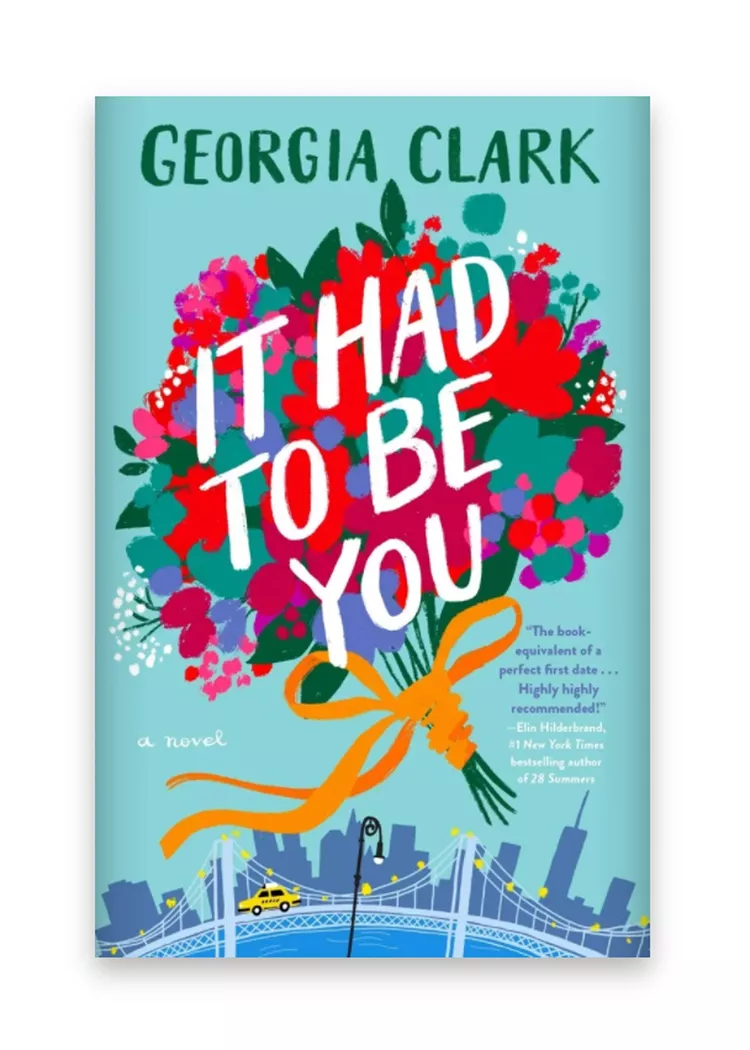 GEORGIA CLARK
IT HAD
TO BE
YOU
a novel
“The book-
equivalent of a
perfect first date . . .
Highly highly
recommended!”
—Elin Hilderbrand,
#1 New York Times
bestselling author
of 28 Summers